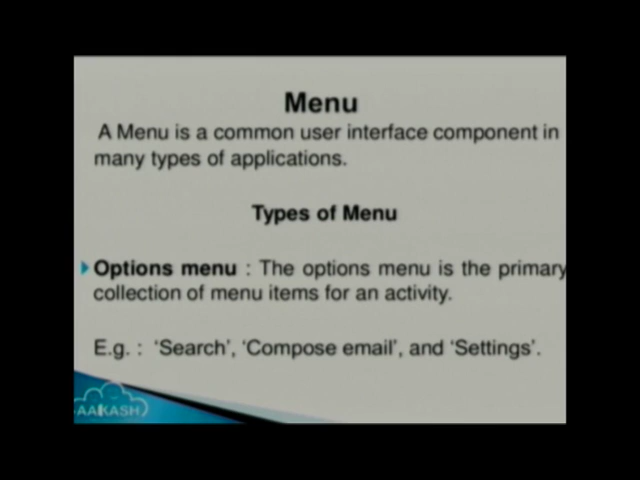 Menu
A Menu is a common user interface component in
many types of applications.
Types of Menu
Options menu : The options menu is the primary
collection of menu items for an activity.
E.g. : 'Search', 'Compose email', and 'Settings'.
AAKASH